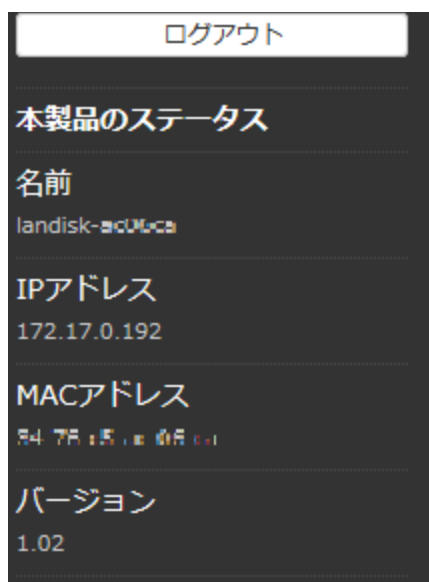 ログアウト
本製品のステータス
名前
landisk-
IPアドレス
172.17.0.192
MACアドレス
バージョン
1.02